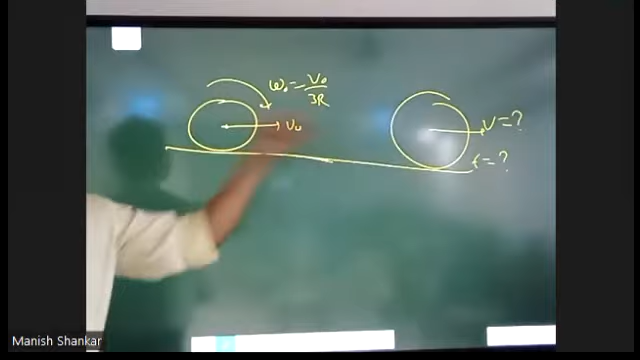 ω₀ = V₀/3R
V₀
V = ?
t = ?
Manish Shankar